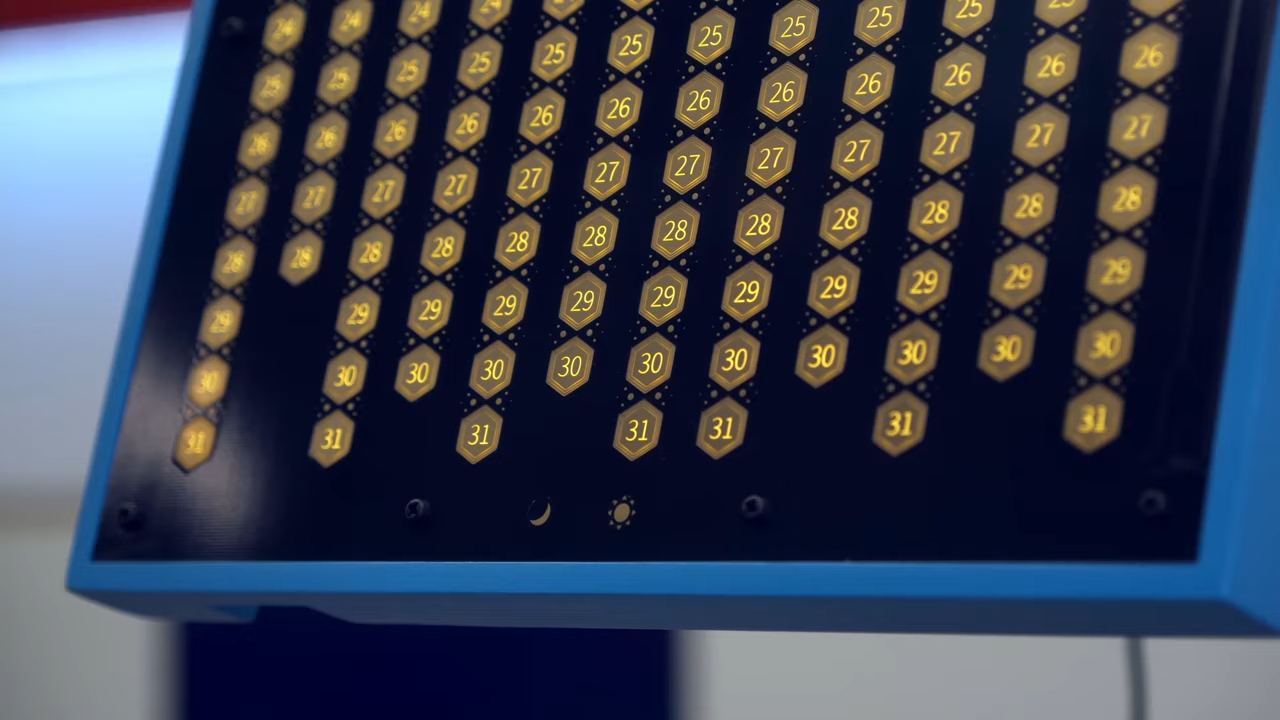 24 24 24 24 24
25 25 25 25 25 25 25 25 25 25 25
26 26 26 26 26 26 26 26 26 26 26 26
27 27 27 27 27 27 27 27 27 27 27 27
28 28 28 28 28 28 28 28 28 28 28 28
29 29 29 29 29 29 29 29 29 29 29
30 30 30 30 30 30 30 30 30 30 30
31 31 31 31 31 31 31